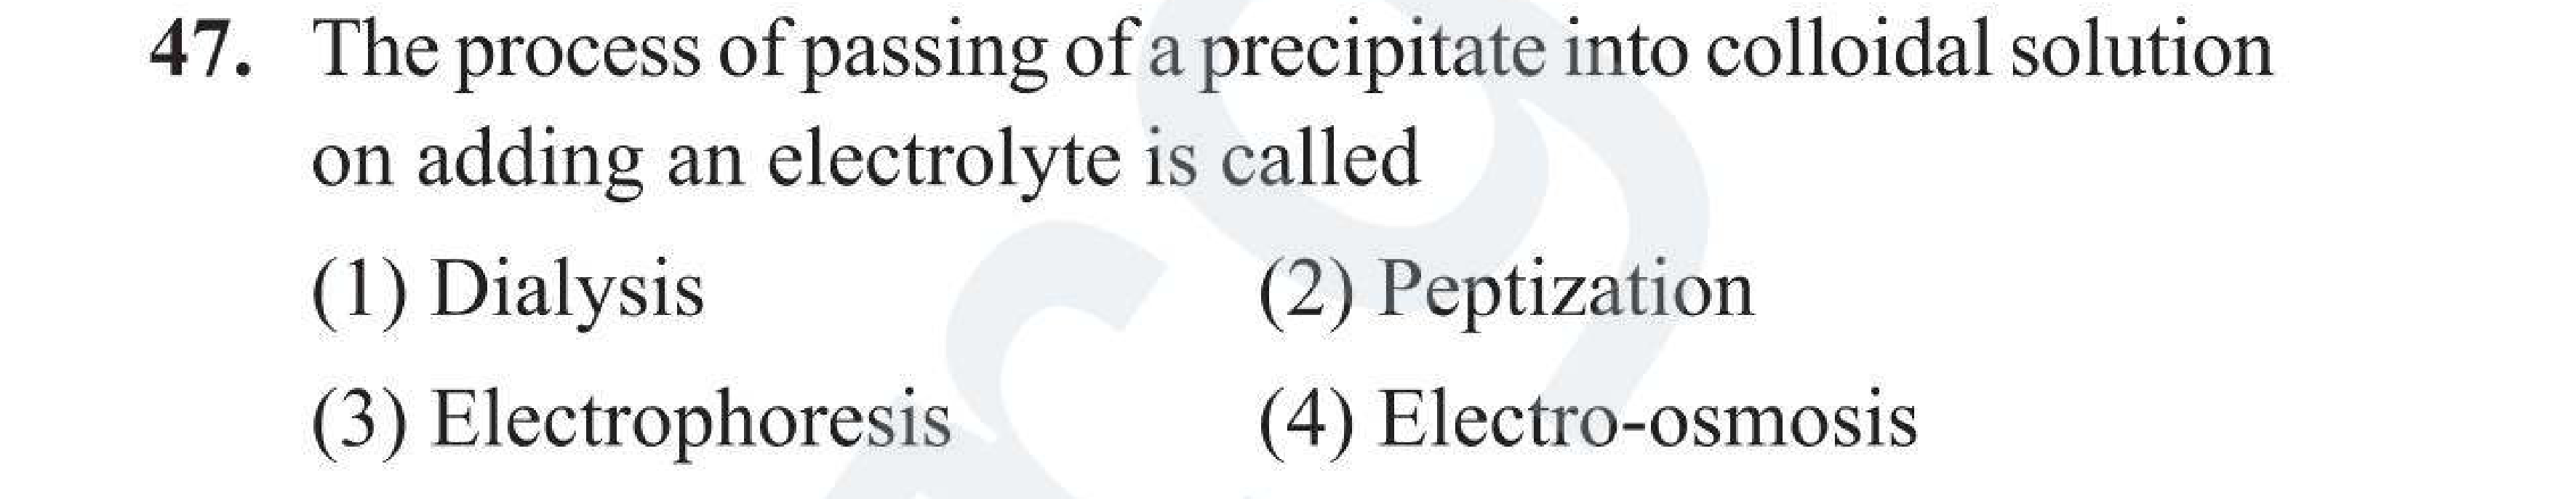 47. The process of passing of a precipitate into colloidal solution
on adding an electrolyte is called
(1) Dialysis (2) Peptization
(3) Electrophoresis (4) Electro-osmosis